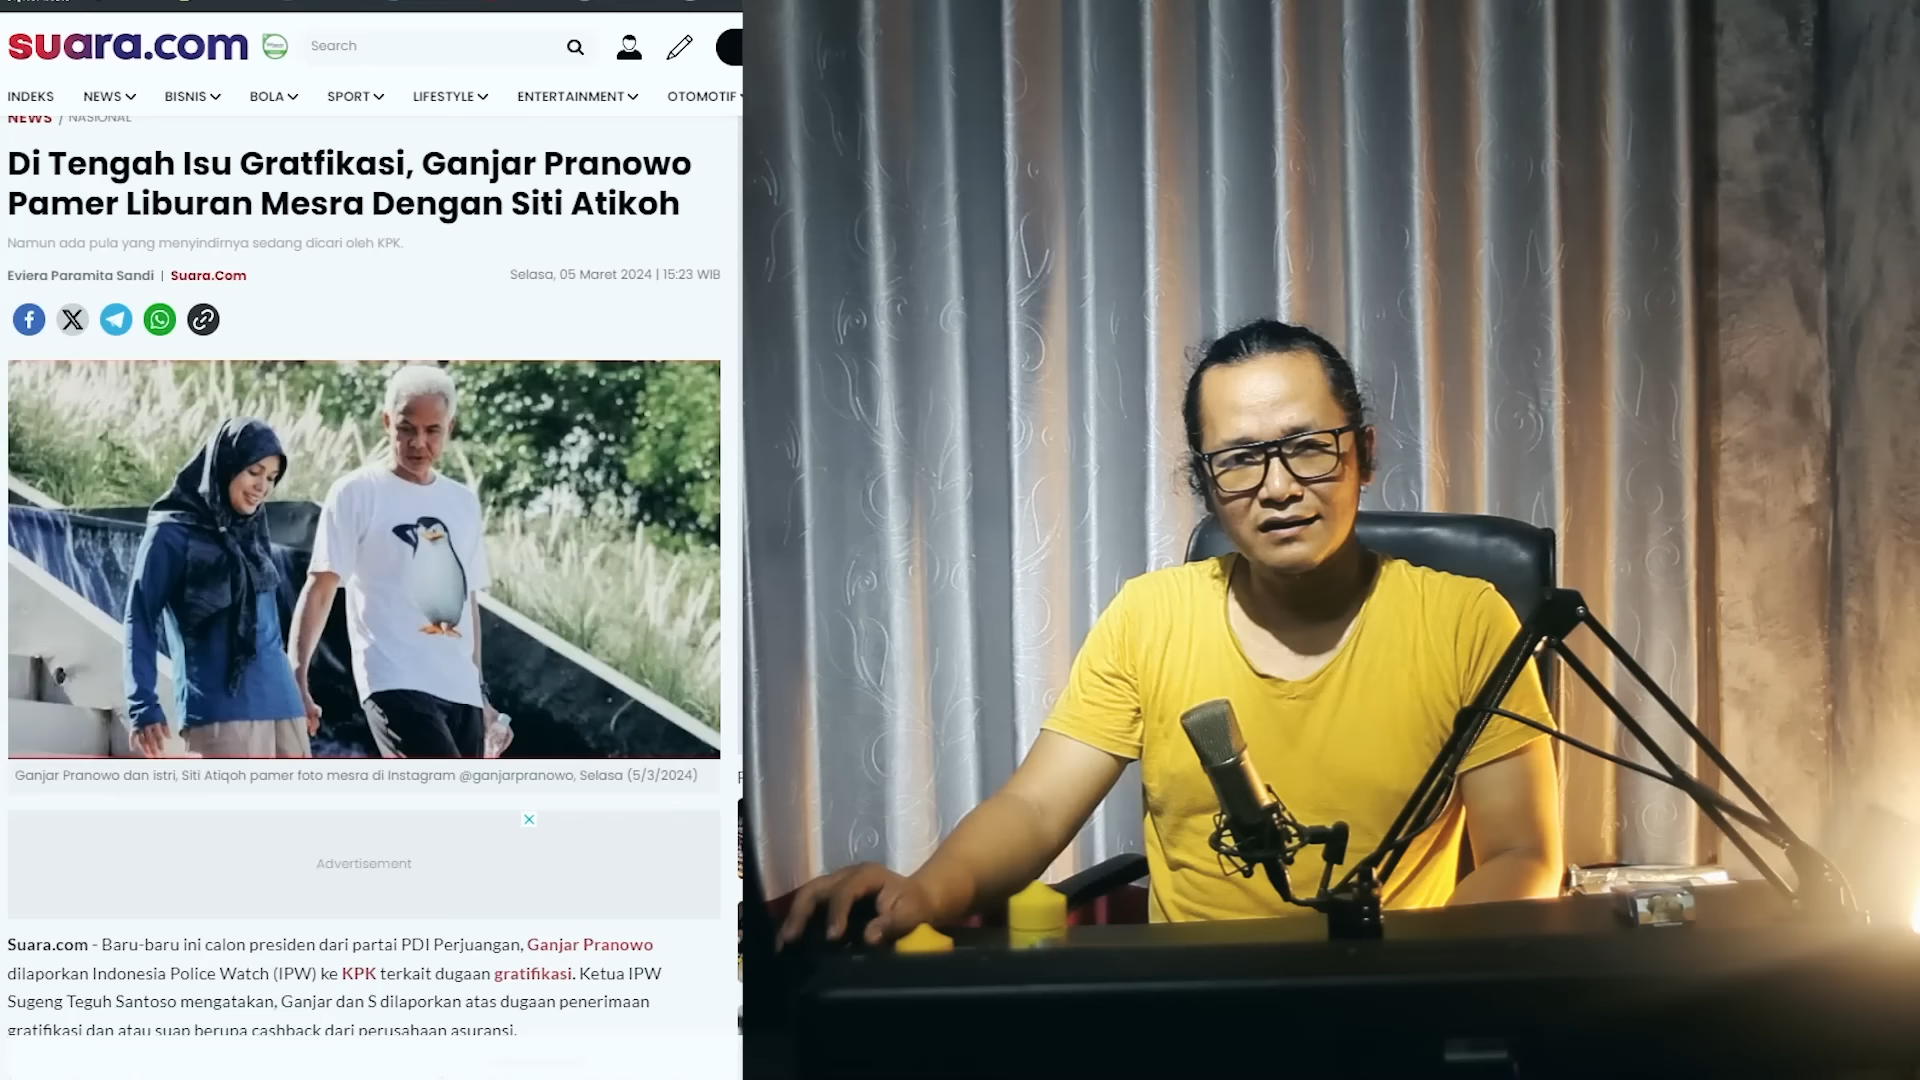 suara.com
Search
INDEKS NEWS BISNIS BOLA SPORT LIFESTYLE ENTERTAINMENT OTOMOTIF
NEWS / NASIONAL
Di Tengah Isu Gratfikasi, Ganjar Pranowo
Pamer Liburan Mesra Dengan Siti Atikoh
Namun ada pula yang menyindirnya sedang dicari oleh KPK.
Eviera Paramita Sandi | Suara.Com
Selasa, 05 Maret 2024 | 15:23 WIB
Ganjar Pranowo dan istri, Siti Atiqoh pamer foto mesra di Instagram @ganjarpranowo, Selasa (5/3/2024)
Advertisement
Suara.com - Baru-baru ini calon presiden dari partai PDI Perjuangan, Ganjar Pranowo
dilaporkan Indonesia Police Watch (IPW) ke KPK terkait dugaan gratifikasi. Ketua IPW
Sugeng Teguh Santoso mengatakan, Ganjar dan S dilaporkan atas dugaan penerimaan
gratifikasi dan atau suap berupa cashback dari perusahaan asuransi.